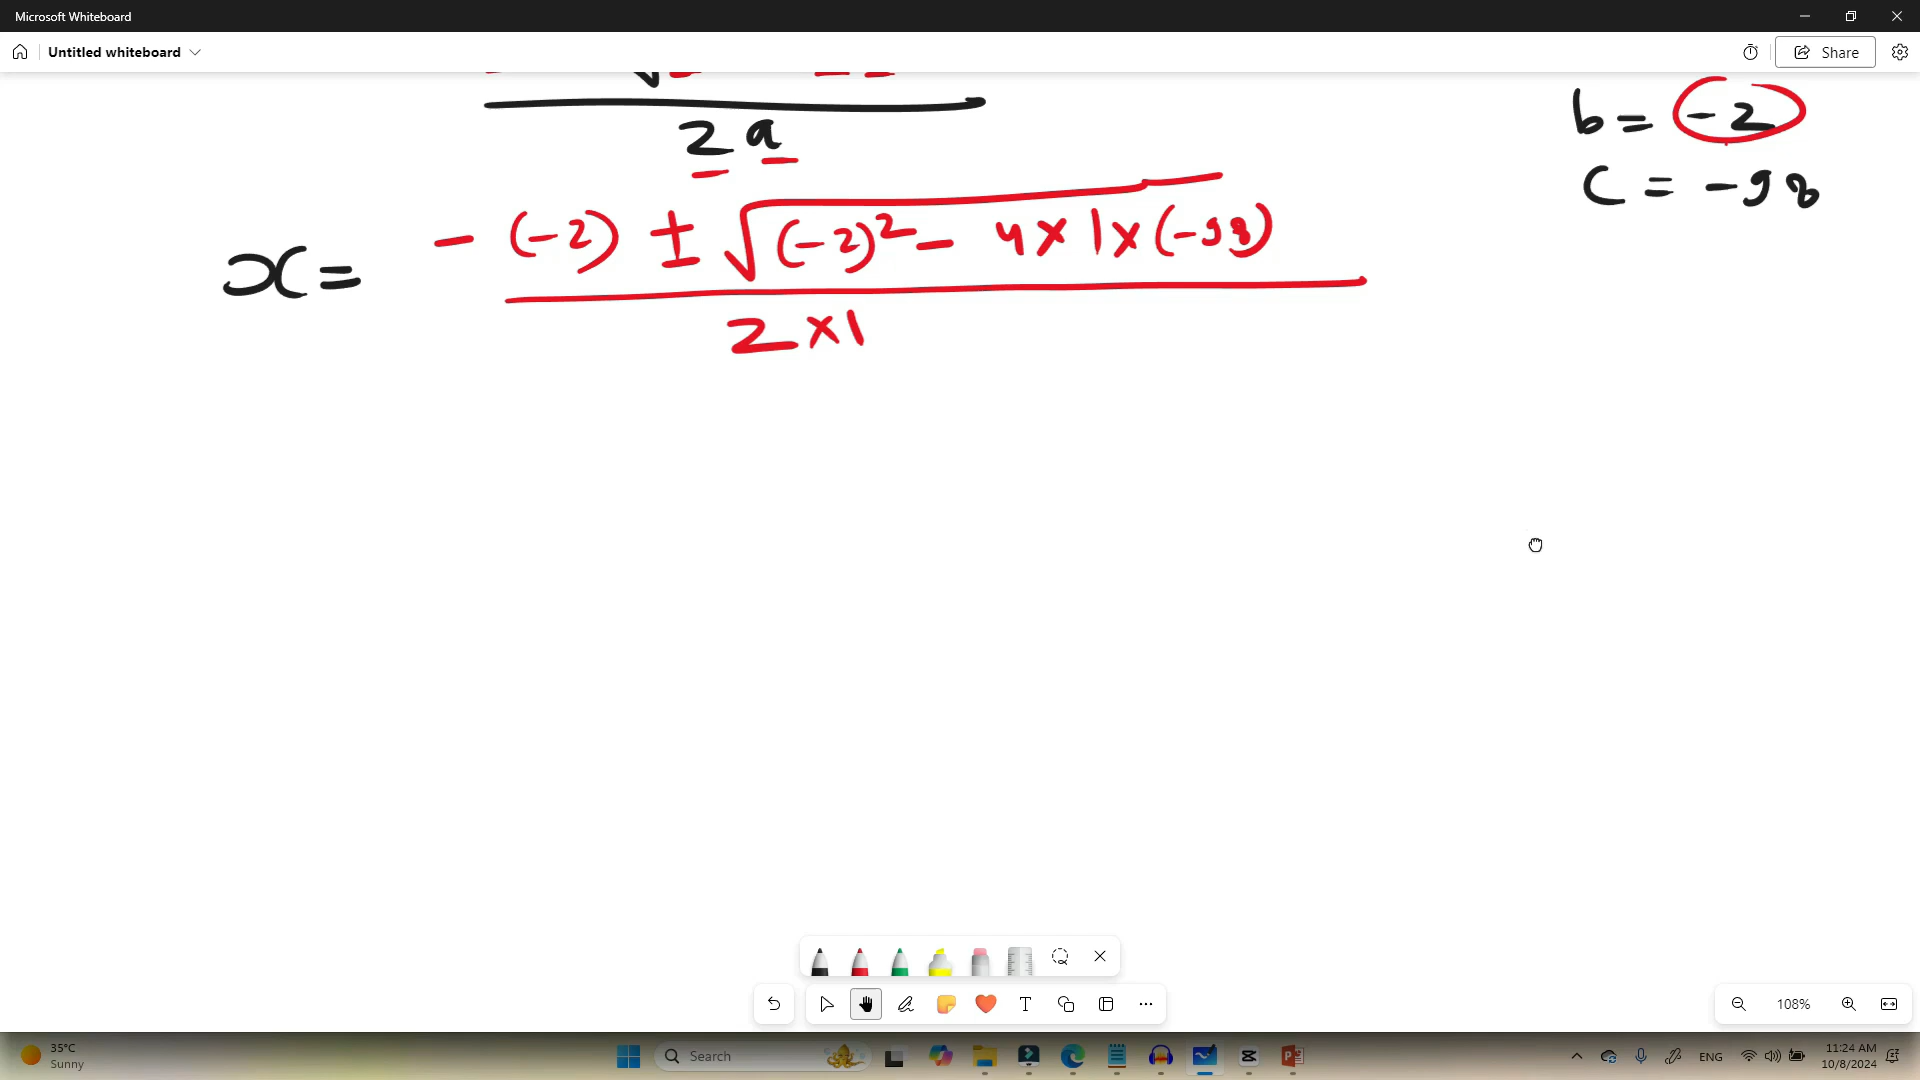 Microsoft Whiteboard
Untitled whiteboard
Share
2a
b = -2
c = -98
x = -(-2) ± √(-2)² - 4×1×(-98)
2×1
108%
35°C
Sunny
Search
ENG
11:24 AM
10/8/2024